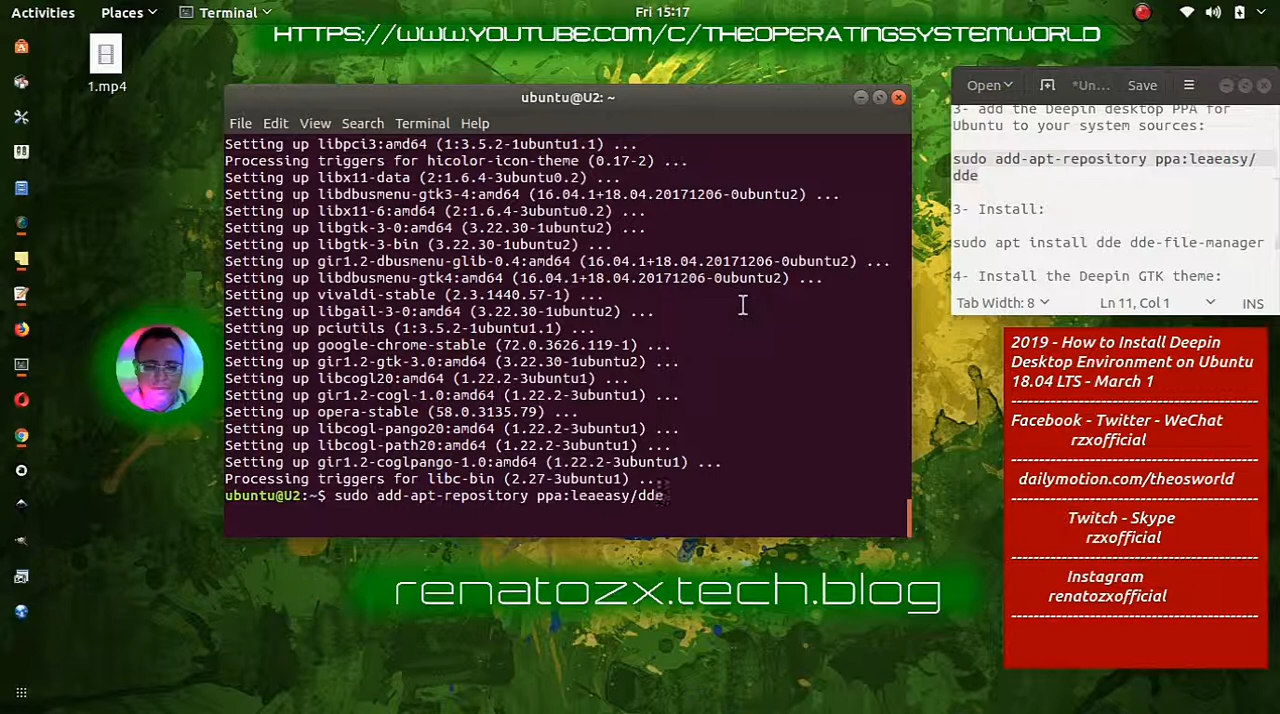 Activities Places Terminal Fri 15:17
HTTPS://WWW.YOUTUBE.COM/C/THEOPERATINGSYSTEMWORLD
1.mp4
ubuntu@U2: ~
File Edit View Search Terminal Help
Setting up libpci3:amd64 (1:3.5.2-1ubuntu1.1) ...
Processing triggers for hicolor-icon-theme (0.17-2) ...
Setting up libx11-data (2:1.6.4-3ubuntu0.2) ...
Setting up libdbusmenu-gtk3-4:amd64 (16.04.1+18.04.20171206-0ubuntu2) ...
Setting up libx11-6:amd64 (2:1.6.4-3ubuntu0.2) ...
Setting up libgtk-3-0:amd64 (3.22.30-1ubuntu2) ...
Setting up libgtk-3-bin (3.22.30-1ubuntu2) ...
Setting up gir1.2-dbusmenu-glib-0.4:amd64 (16.04.1+18.04.20171206-0ubuntu2) ...
Setting up libdbusmenu-gtk4:amd64 (16.04.1+18.04.20171206-0ubuntu2) ...
Setting up vivaldi-stable (2.3.1440.57-1) ...
Setting up libgail-3-0:amd64 (3.22.30-1ubuntu2) ...
Setting up pciutils (1:3.5.2-1ubuntu1.1) ...
Setting up google-chrome-stable (72.0.3626.119-1) ...
Setting up gir1.2-gtk-3.0:amd64 (3.22.30-1ubuntu2) ...
Setting up libcogl20:amd64 (1.22.2-3ubuntu1) ...
Setting up gir1.2-cogl-1.0:amd64 (1.22.2-3ubuntu1) ...
Setting up opera-stable (58.0.3135.79) ...
Setting up libcogl-pango20:amd64 (1.22.2-3ubuntu1) ...
Setting up libcogl-path20:amd64 (1.22.2-3ubuntu1) ...
Setting up gir1.2-coglpango-1.0:amd64 (1.22.2-3ubuntu1) ...
Processing triggers for libc-bin (2.27-3ubuntu1) ...
ubuntu@U2:~$ sudo add-apt-repository ppa:leaeasy/dde
renatozx.tech.blog
Open *Un... Save
3- add the Deepin desktop PPA for
Ubuntu to your system sources:
sudo add-apt-repository ppa:leaeasy/
dde
3- Install:
sudo apt install dde dde-file-manager
4- Install the Deepin GTK theme:
Tab Width: 8 Ln 11, Col 1 INS
2019 - How to Install Deepin
Desktop Environment on Ubuntu
18.04 LTS - March 1
Facebook - Twitter - WeChat
rzxofficial
dailymotion.com/theosworld
Twitch - Skype
rzxofficial
Instagram
renatozxofficial